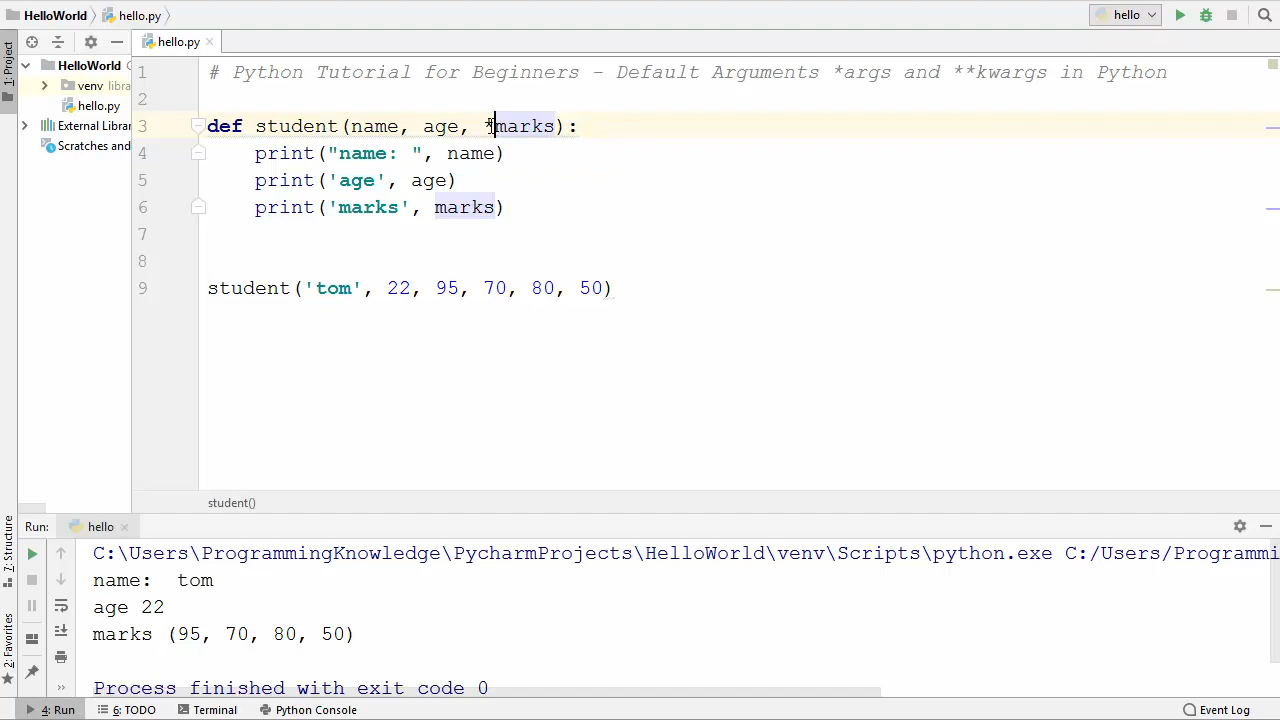 HelloWorld hello.py hello
1: Project
hello.py
HelloWorld
venv libra
hello.py
External Librar
Scratches and
1 # Python Tutorial for Beginners - Default Arguments *args and **kwargs in Python
2
3 def student(name, age, *marks):
4 print("name: ", name)
5 print('age', age)
6 print('marks', marks)
7
8
9 student('tom', 22, 95, 70, 80, 50)
student()
Run: hello
7: Structure
2: Favorites
C:\Users\ProgrammingKnowledge\PycharmProjects\HelloWorld\venv\Scripts\python.exe C:/Users/Programmi
name:  tom
age 22
marks (95, 70, 80, 50)
Process finished with exit code 0
4: Run 6: TODO Terminal Python Console Event Log